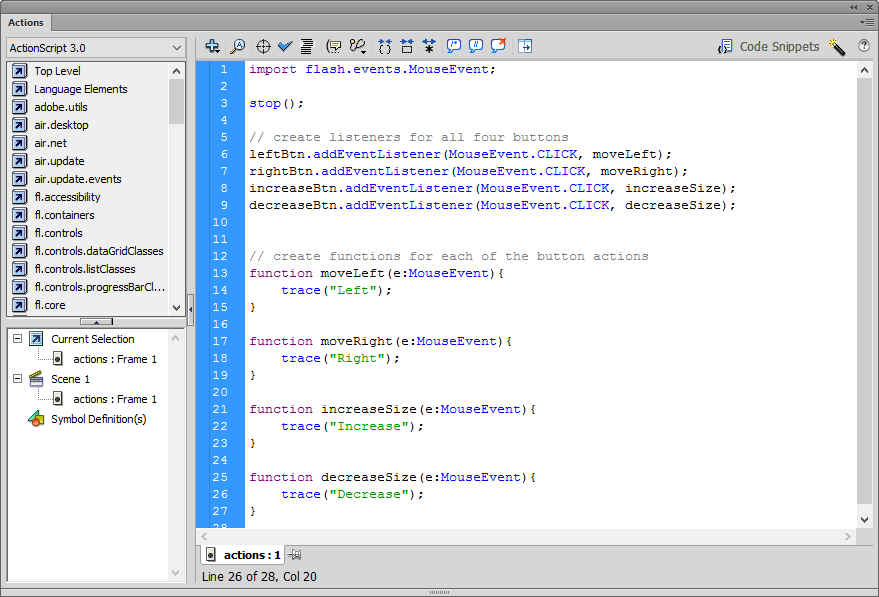 Actions
ActionScript 3.0
Code Snippets
Top Level
Language Elements
adobe.utils
air.desktop
air.net
air.update
air.update.events
fl.accessibility
fl.containers
fl.controls
fl.controls.dataGridClasses
fl.controls.listClasses
fl.controls.progressBarCl...
fl.core
Current Selection
actions : Frame 1
Scene 1
actions : Frame 1
Symbol Definition(s)
1 import flash.events.MouseEvent;
2
3 stop();
4
5 // create listeners for all four buttons
6 leftBtn.addEventListener(MouseEvent.CLICK, moveLeft);
7 rightBtn.addEventListener(MouseEvent.CLICK, moveRight);
8 increaseBtn.addEventListener(MouseEvent.CLICK, increaseSize);
9 decreaseBtn.addEventListener(MouseEvent.CLICK, decreaseSize);
10
11
12 // create functions for each of the button actions
13 function moveLeft(e:MouseEvent){
14     trace("Left");
15 }
16
17 function moveRight(e:MouseEvent){
18     trace("Right");
19 }
20
21 function increaseSize(e:MouseEvent){
22     trace("Increase");
23 }
24
25 function decreaseSize(e:MouseEvent){
26     trace("Decrease");
27 }
28
actions : 1
Line 26 of 28, Col 20